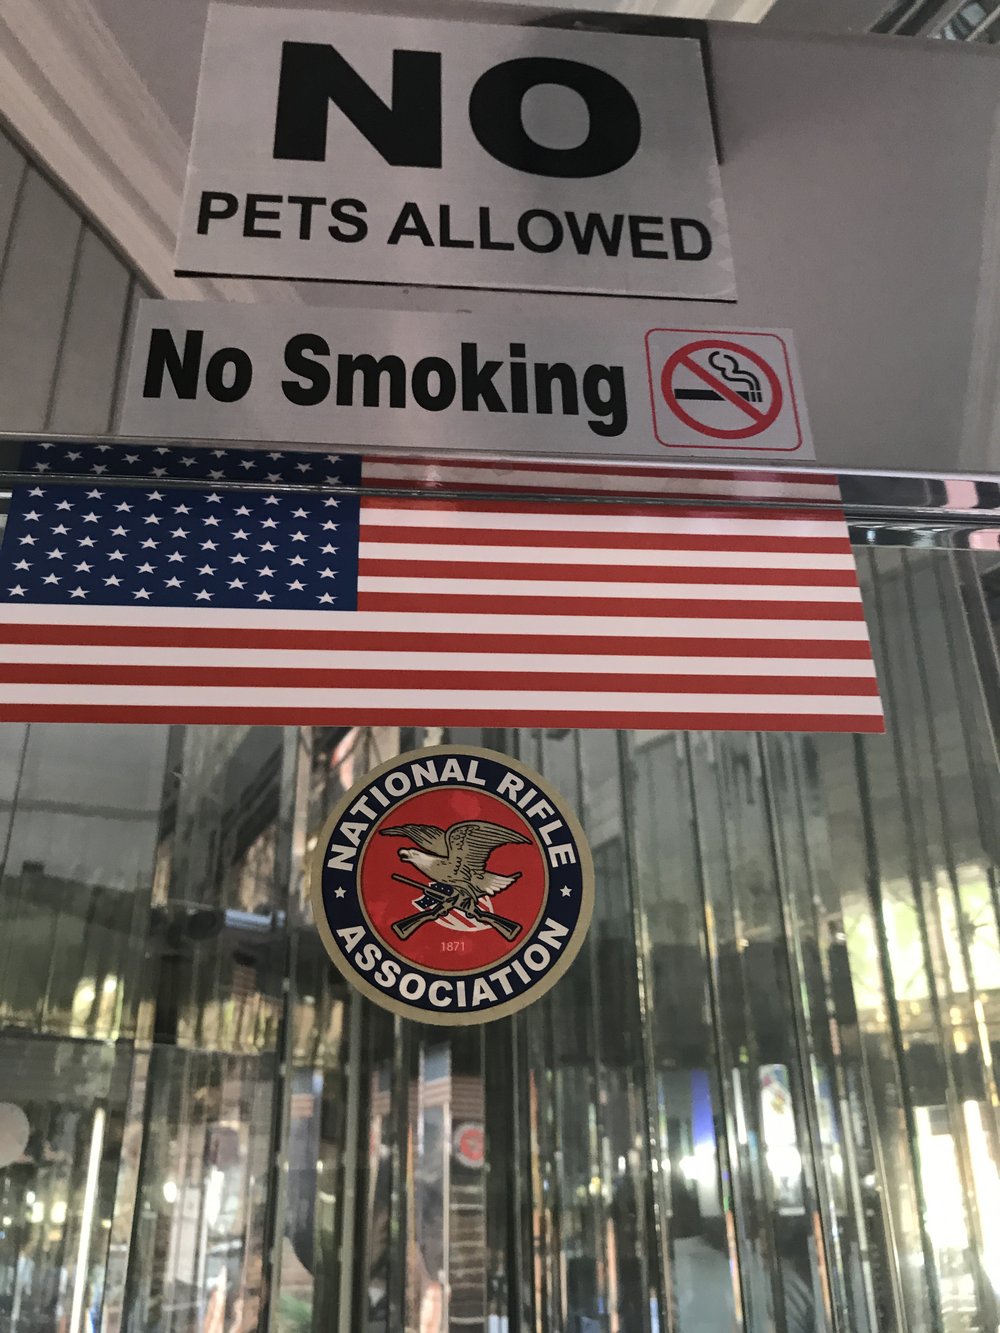 NO
PETS ALLOWED
No Smoking
NATIONAL RIFLE
1871
ASSOCIATION